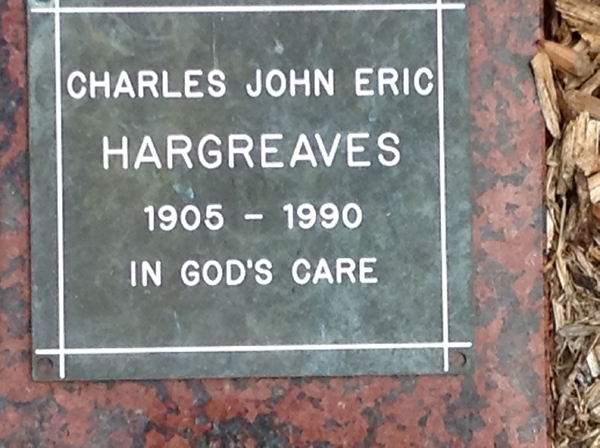 CHARLES JOHN ERIC
HARGREAVES
1905 – 1990
IN GOD'S CARE